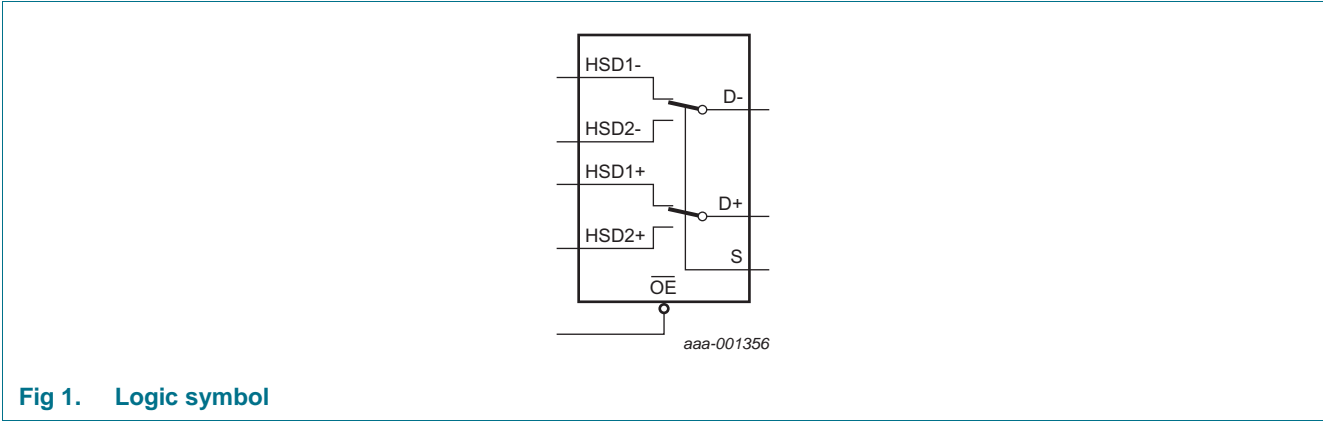 HSD1-
D-
HSD2-
HSD1+
D+
HSD2+
S
OE
aaa-001356
Fig 1. Logic symbol